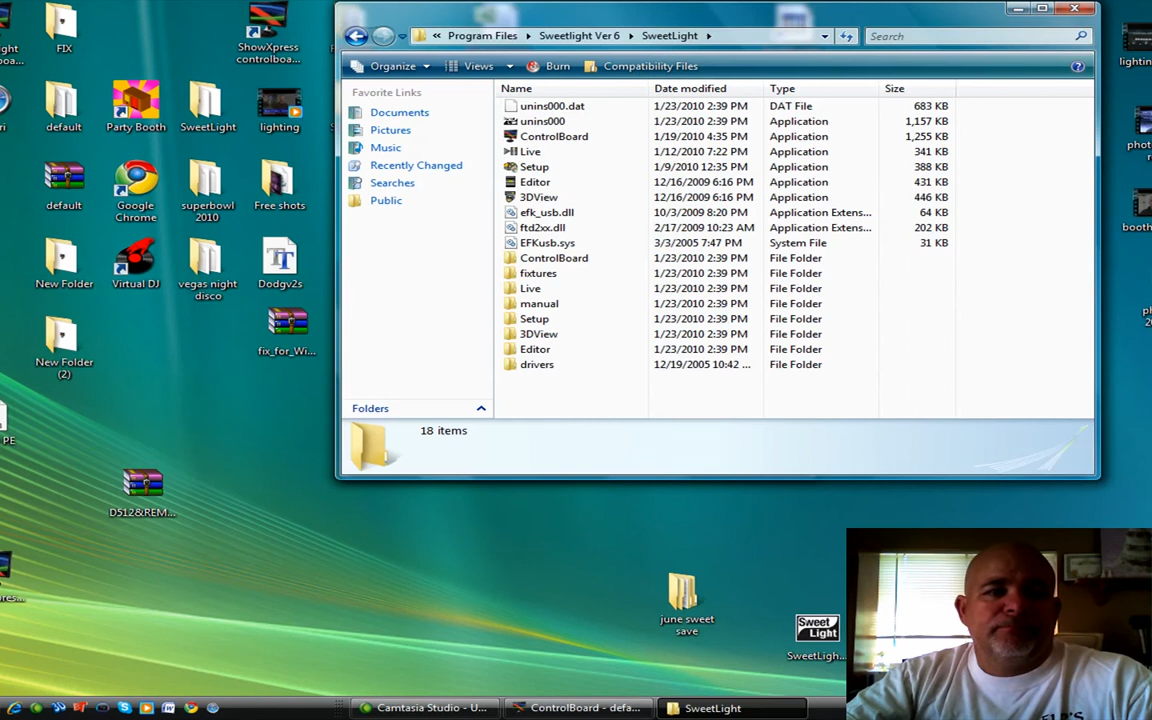 FIX
ShowXpress
controlboa...
default
Party Booth
SweetLight
lighting
default
Google
Chrome
superbowl
2010
Free shots
New Folder
Virtual DJ
vegas night
disco
Dodgv2s
New Folder
(2)
fix_for_Wi...
PE
D512&REM...
june sweet
save
Sweet
Light
SweetLigh...
« Program Files Sweetlight Ver 6 SweetLight
Search
Organize Views Burn Compatibility Files
Favorite Links
Documents
Pictures
Music
Recently Changed
Searches
Public
Folders
Name Date modified Type Size
unins000.dat 1/23/2010 2:39 PM DAT File 683 KB
unins000 1/23/2010 2:39 PM Application 1,157 KB
ControlBoard 1/19/2010 4:35 PM Application 1,255 KB
Live 1/12/2010 7:22 PM Application 341 KB
Setup 1/9/2010 12:35 PM Application 388 KB
Editor 12/16/2009 6:16 PM Application 431 KB
3DView 12/16/2009 6:16 PM Application 446 KB
efk_usb.dll 10/3/2009 8:20 PM Application Extens... 64 KB
ftd2xx.dll 2/17/2009 10:23 AM Application Extens... 202 KB
EFKusb.sys 3/3/2005 7:47 PM System File 31 KB
ControlBoard 1/23/2010 2:39 PM File Folder
fixtures 1/23/2010 2:39 PM File Folder
Live 1/23/2010 2:39 PM File Folder
manual 1/23/2010 2:39 PM File Folder
Setup 1/23/2010 2:39 PM File Folder
3DView 1/23/2010 2:39 PM File Folder
Editor 1/23/2010 2:39 PM File Folder
drivers 12/19/2005 10:42 ... File Folder
18 items
Camtasia Studio - U... ControlBoard - defa... SweetLight